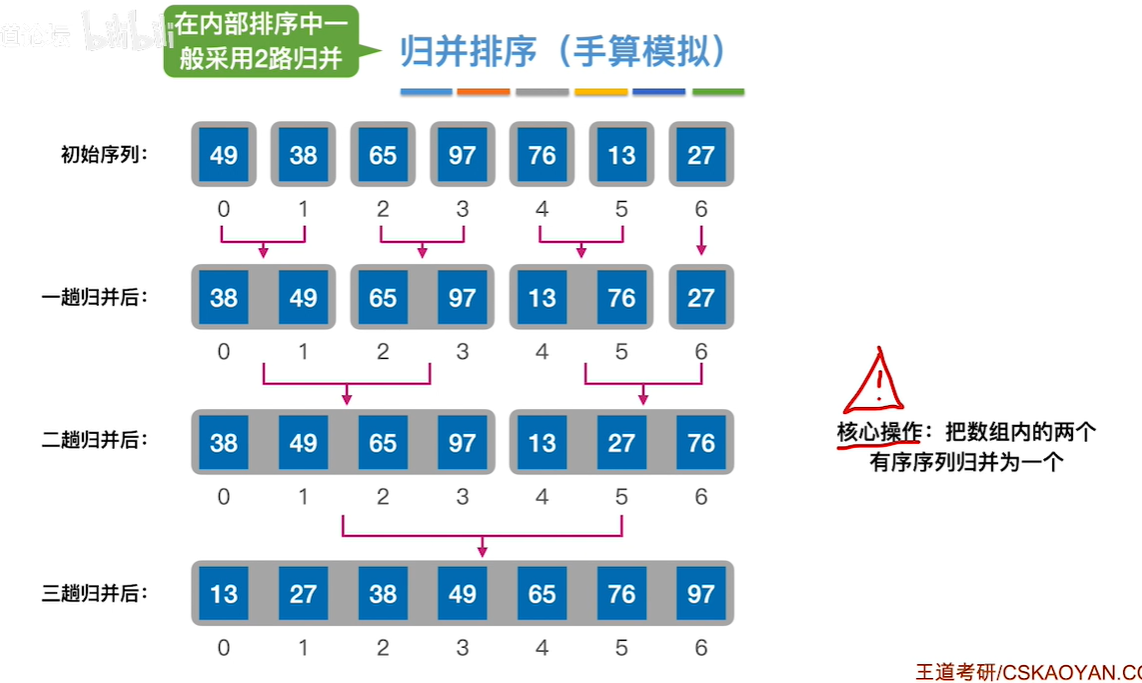 道论坛 bilibili
在内部排序中一
般采用2路归并
归并排序（手算模拟）
初始序列： 49 38 65 97 76 13 27
0 1 2 3 4 5 6
一趟归并后： 38 49 65 97 13 76 27
0 1 2 3 4 5 6
二趟归并后： 38 49 65 97 13 27 76
0 1 2 3 4 5 6
三趟归并后： 13 27 38 49 65 76 97
0 1 2 3 4 5 6
!
核心操作：把数组内的两个
有序序列归并为一个
王道考研/CSKAOYAN.CO